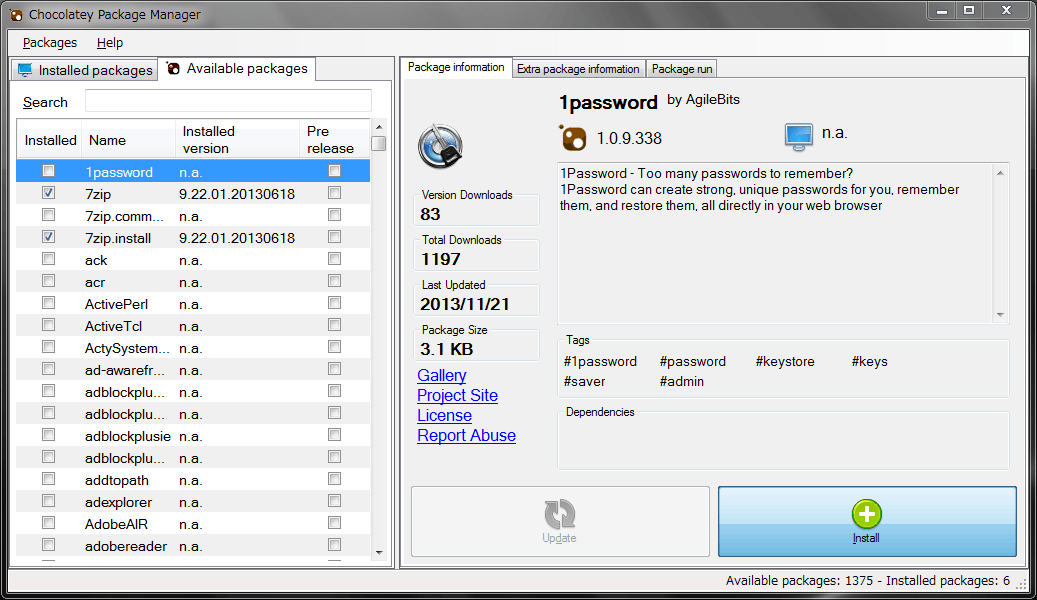 Chocolatey Package Manager
Packages Help
Installed packages Available packages
Search
Installed Name Installed version Pre release
1password n.a.
7zip 9.22.01.20130618
7zip.comm... n.a.
7zip.install 9.22.01.20130618
ack n.a.
acr n.a.
ActivePerl n.a.
ActiveTcl n.a.
ActySystem... n.a.
ad-awarefr... n.a.
adblockplu... n.a.
adblockplu... n.a.
adblockplusie n.a.
adblockplu... n.a.
addtopath n.a.
adexplorer n.a.
AdobeAIR n.a.
adobereader n.a.
Package information Extra package information Package run
1password by AgileBits
1.0.9.338 n.a.
1Password - Too many passwords to remember?
1Password can create strong, unique passwords for you, remember
them, and restore them, all directly in your web browser
Version Downloads
83
Total Downloads
1197
Last Updated
2013/11/21
Package Size
3.1 KB
Gallery
Project Site
License
Report Abuse
Tags
#1password #password #keystore #keys
#saver #admin
Dependencies
Update
Install
Available packages: 1375 - Installed packages: 6